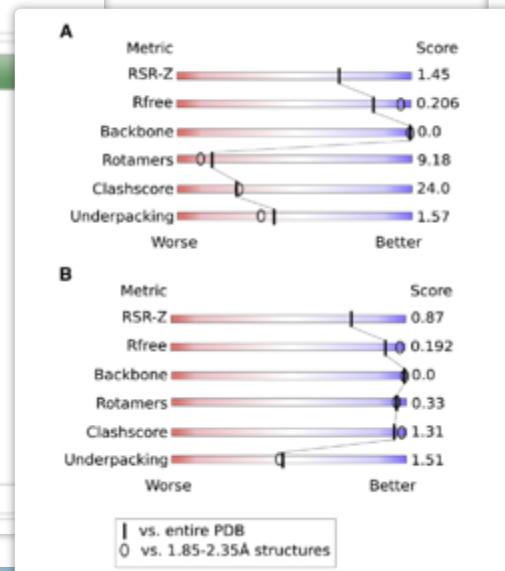 A
Metric Score
RSR-Z 1.45
Rfree 0.206
Backbone 0.0
Rotamers 9.18
Clashscore 24.0
Underpacking 1.57
Worse Better
B
Metric Score
RSR-Z 0.87
Rfree 0.192
Backbone 0.0
Rotamers 0.33
Clashscore 1.31
Underpacking 1.51
Worse Better
vs. entire PDB
vs. 1.85-2.35Å structures